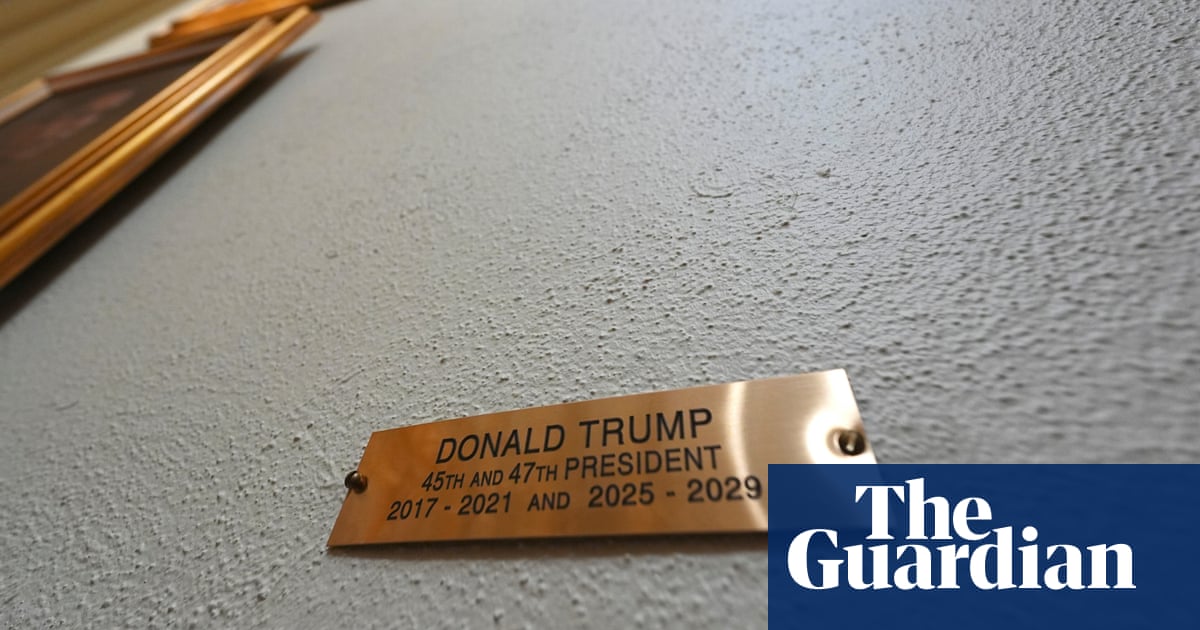 DONALD TRUMP
45TH AND 47TH PRESIDENT
2017 - 2021 AND 2025 - 2029
The
Guardian